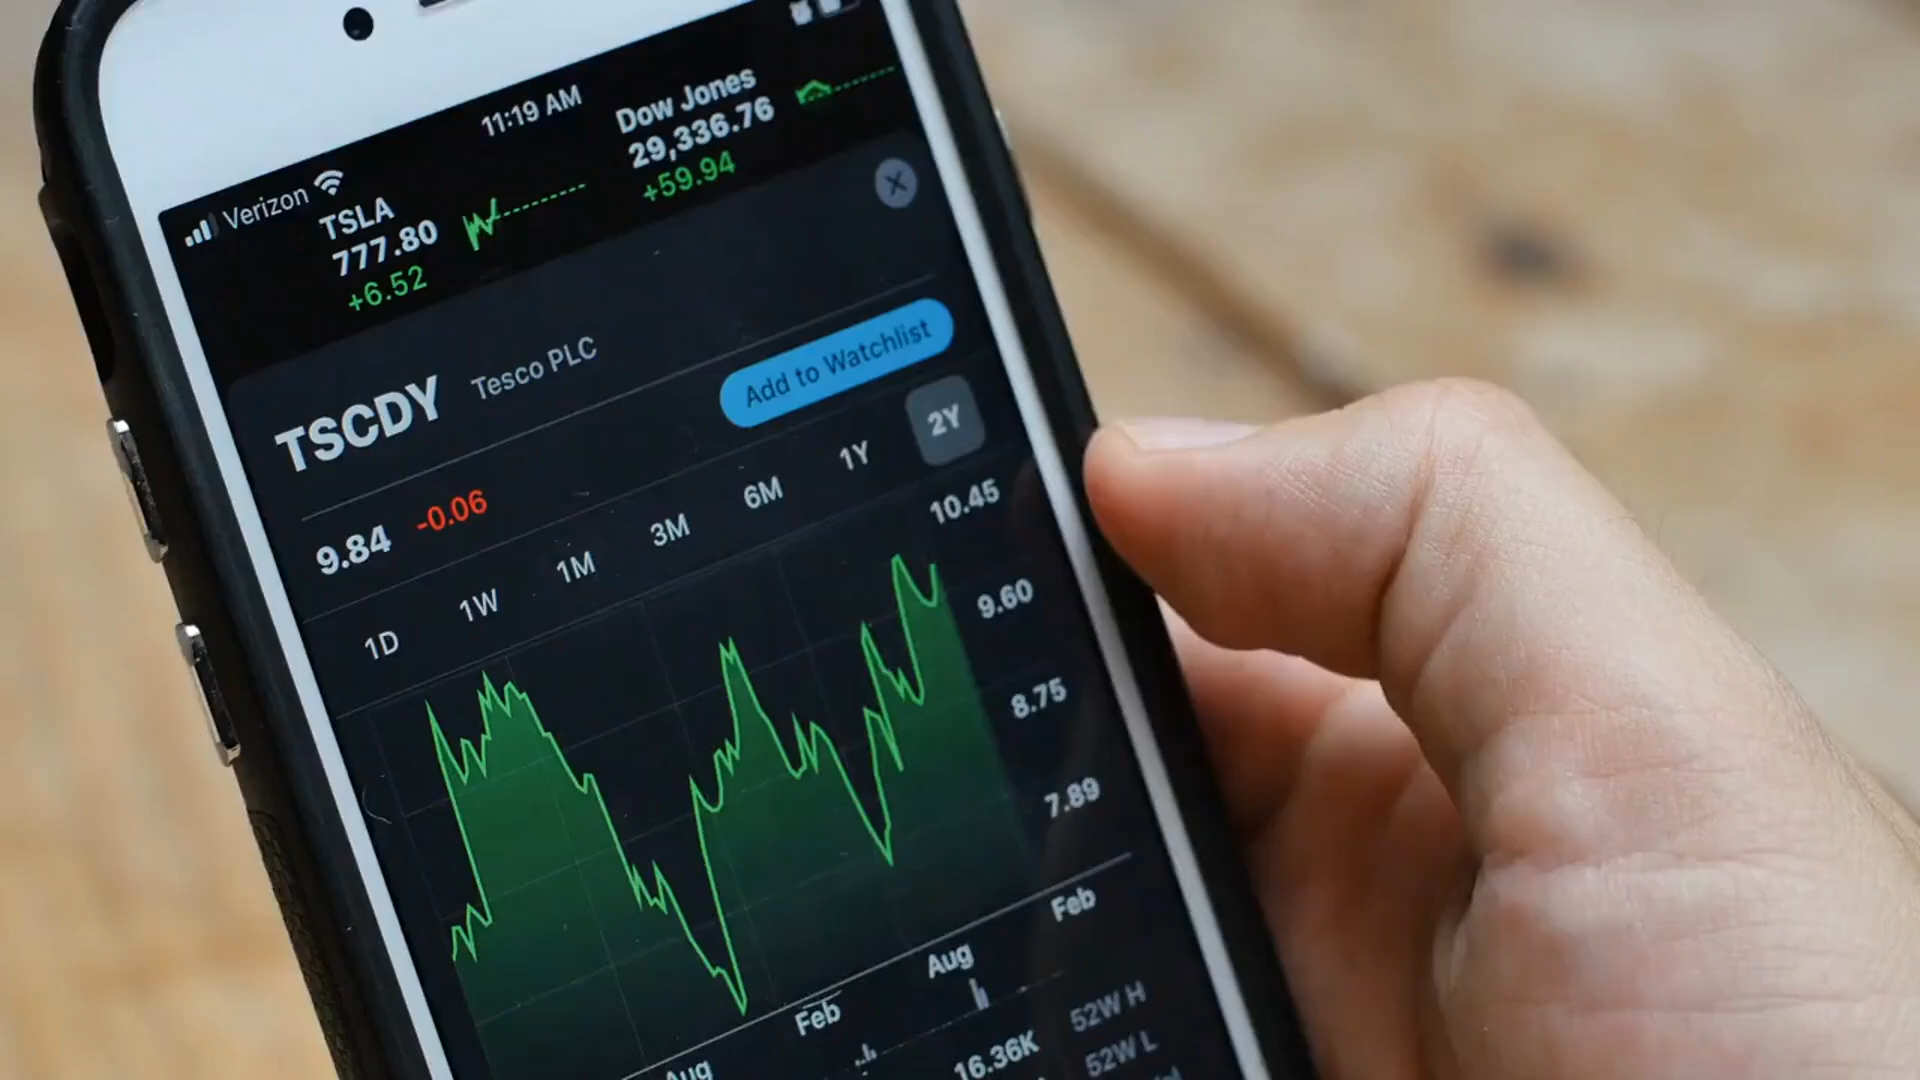 11:19 AM
Verizon
TSLA
777.80
+6.52
Dow Jones
29,336.76
+59.94
TSCDY Tesco PLC
Add to Watchlist
9.84 -0.06
1D 1W 1M 3M 6M 1Y 2Y
10.45
9.60
8.75
7.89
Aug Feb Aug Feb
16.36K 52W H
52W L